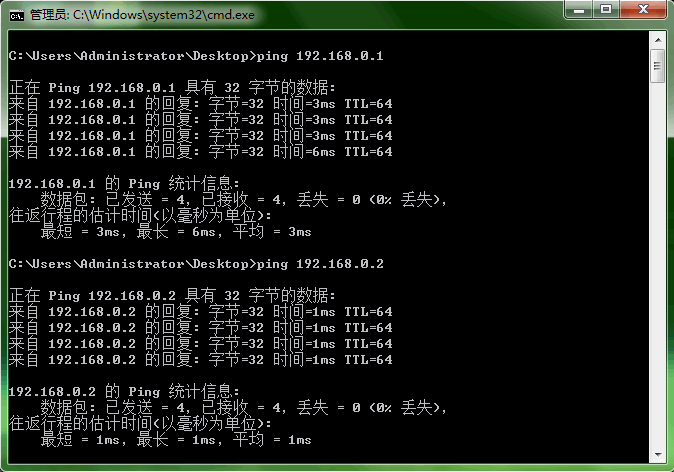 管理员: C:\Windows\system32\cmd.exe
C:\Users\Administrator\Desktop>ping 192.168.0.1
正在 Ping 192.168.0.1 具有 32 字节的数据:
来自 192.168.0.1 的回复: 字节=32 时间=3ms TTL=64
来自 192.168.0.1 的回复: 字节=32 时间=3ms TTL=64
来自 192.168.0.1 的回复: 字节=32 时间=3ms TTL=64
来自 192.168.0.1 的回复: 字节=32 时间=6ms TTL=64
192.168.0.1 的 Ping 统计信息:
数据包: 已发送 = 4, 已接收 = 4, 丢失 = 0 (0% 丢失),
往返行程的估计时间(以毫秒为单位):
最短 = 3ms, 最长 = 6ms, 平均 = 3ms
C:\Users\Administrator\Desktop>ping 192.168.0.2
正在 Ping 192.168.0.2 具有 32 字节的数据:
来自 192.168.0.2 的回复: 字节=32 时间=1ms TTL=64
来自 192.168.0.2 的回复: 字节=32 时间=1ms TTL=64
来自 192.168.0.2 的回复: 字节=32 时间=1ms TTL=64
来自 192.168.0.2 的回复: 字节=32 时间=1ms TTL=64
192.168.0.2 的 Ping 统计信息:
数据包: 已发送 = 4, 已接收 = 4, 丢失 = 0 (0% 丢失),
往返行程的估计时间(以毫秒为单位):
最短 = 1ms, 最长 = 1ms, 平均 = 1ms